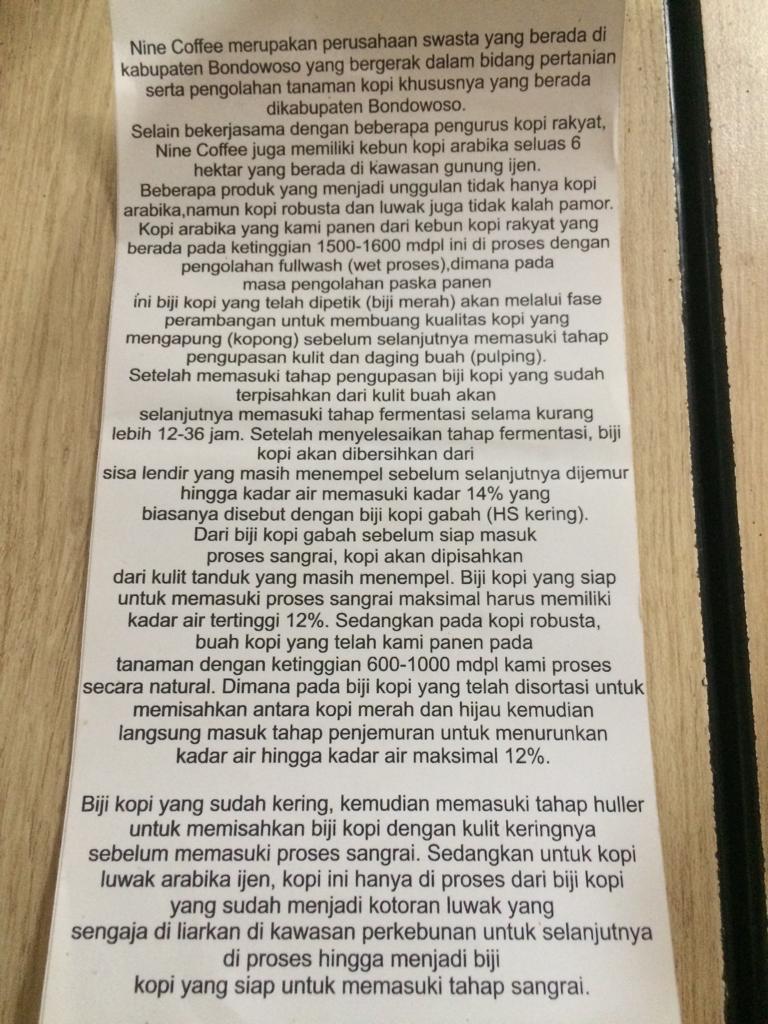 Nine Coffee merupakan perusahaan swasta yang berada di
kabupaten Bondowoso yang bergerak dalam bidang pertanian
serta pengolahan tanaman kopi khususnya yang berada
dikabupaten Bondowoso.
Selain bekerjasama dengan beberapa pengurus kopi rakyat,
Nine Coffee juga memiliki kebun kopi arabika seluas 6
hektar yang berada di kawasan gunung ijen.
Beberapa produk yang menjadi unggulan tidak hanya kopi
arabika,namun kopi robusta dan luwak juga tidak kalah pamor.
Kopi arabika yang kami panen dari kebun kopi rakyat yang
berada pada ketinggian 1500-1600 mdpl ini di proses dengan
pengolahan fullwash (wet proses),dimana pada
masa pengolahan paska panen
ini biji kopi yang telah dipetik (biji merah) akan melalui fase
perambangan untuk membuang kualitas kopi yang
mengapung (kopong) sebelum selanjutnya memasuki tahap
pengupasan kulit dan daging buah (pulping).
Setelah memasuki tahap pengupasan biji kopi yang sudah
terpisahkan dari kulit buah akan
selanjutnya memasuki tahap fermentasi selama kurang
lebih 12-36 jam. Setelah menyelesaikan tahap fermentasi, biji
kopi akan dibersihkan dari
sisa lendir yang masih menempel sebelum selanjutnya dijemur
hingga kadar air memasuki kadar 14% yang
biasanya disebut dengan biji kopi gabah (HS kering).
Dari biji kopi gabah sebelum siap masuk
proses sangrai, kopi akan dipisahkan
dari kulit tanduk yang masih menempel. Biji kopi yang siap
untuk memasuki proses sangrai maksimal harus memiliki
kadar air tertinggi 12%. Sedangkan pada kopi robusta,
buah kopi yang telah kami panen pada
tanaman dengan ketinggian 600-1000 mdpl kami proses
secara natural. Dimana pada biji kopi yang telah disortasi untuk
memisahkan antara kopi merah dan hijau kemudian
langsung masuk tahap penjemuran untuk menurunkan
kadar air hingga kadar air maksimal 12%.
Biji kopi yang sudah kering, kemudian memasuki tahap huller
untuk memisahkan biji kopi dengan kulit keringnya
sebelum memasuki proses sangrai. Sedangkan untuk kopi
luwak arabika ijen, kopi ini hanya di proses dari biji kopi
yang sudah menjadi kotoran luwak yang
sengaja di liarkan di kawasan perkebunan untuk selanjutnya
di proses hingga menjadi biji
kopi yang siap untuk memasuki tahap sangrai.